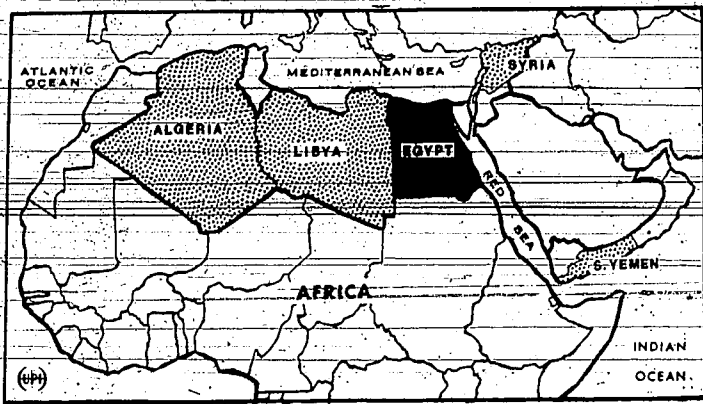 ATLANTIC
OCEAN
MEDITERRANEAN SEA
SYRIA
ALGERIA
LIBYA
EGYPT
RED
SEA
S. YEMEN
AFRICA
INDIAN
OCEAN
UPI